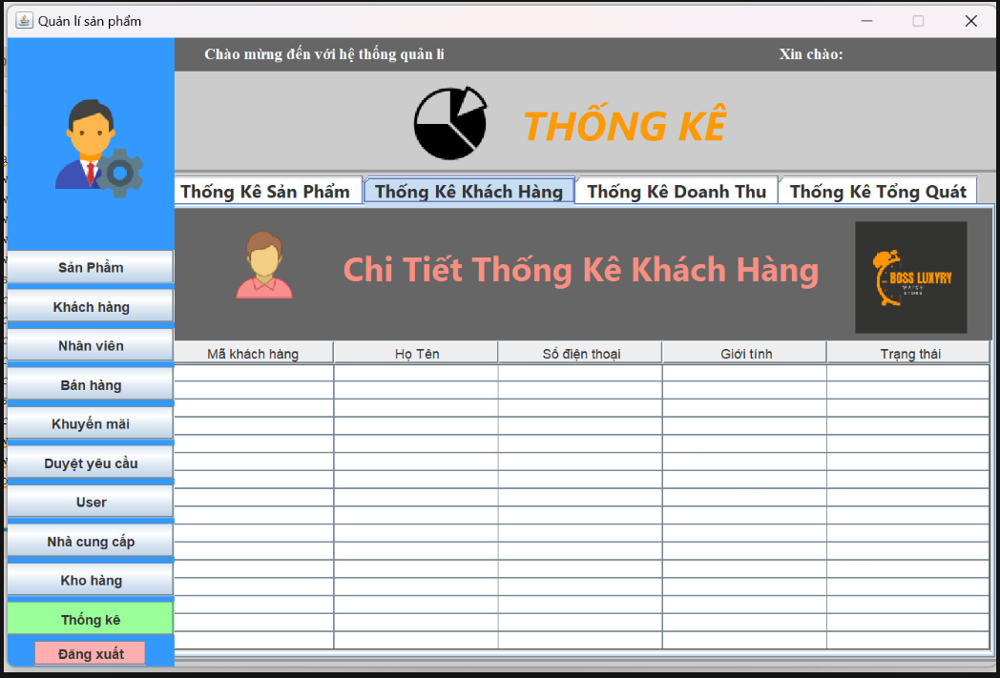 Quản lí sản phẩm
Chào mừng đến với hệ thống quản lí
Xin chào:
THỐNG KÊ
Thống Kê Sản Phẩm
Thống Kê Khách Hàng
Thống Kê Doanh Thu
Thống Kê Tổng Quát
Chi Tiết Thống Kê Khách Hàng
BOSS LUXYRY
Mã khách hàng
Họ Tên
Số điện thoại
Giới tính
Trạng thái
Sản Phẩm
Khách hàng
Nhân viên
Bán hàng
Khuyến mãi
Duyệt yêu cầu
User
Nhà cung cấp
Kho hàng
Thống kê
Đăng xuất